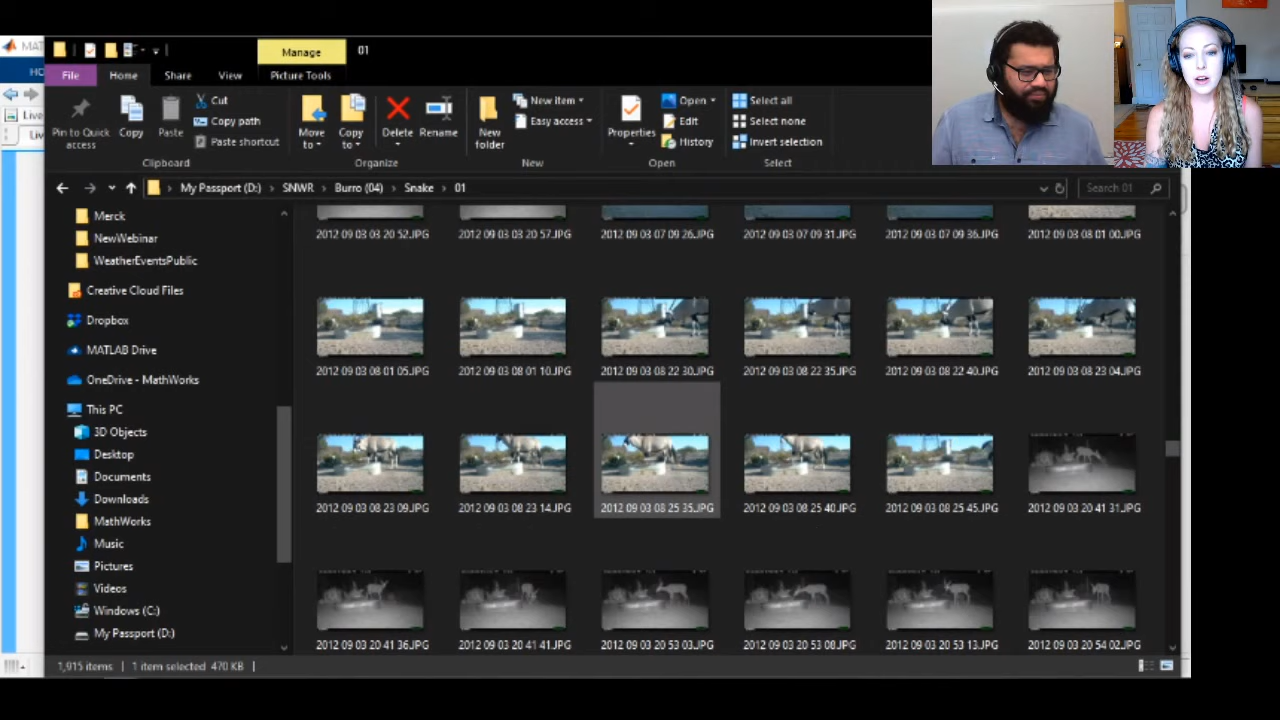 MAT
Manage
01
HO
File
Home
Share
View
Picture Tools
Live
Liv
Pin to Quick access
Copy
Paste
Cut
Copy path
Paste shortcut
Clipboard
Move to
Copy to
Delete
Rename
Organize
New folder
New item
Easy access
New
Properties
Open
Edit
History
Open
Select all
Select none
Invert selection
Select
My Passport (D:) › SNWR › Burro (04) › Snake › 01
Search 01
Merck
NewWebinar
WeatherEventsPublic
Creative Cloud Files
Dropbox
MATLAB Drive
OneDrive - MathWorks
This PC
3D Objects
Desktop
Documents
Downloads
MathWorks
Music
Pictures
Videos
Windows (C:)
My Passport (D:)
2012 09 03 03 20 52.JPG
2012 09 03 03 20 57.JPG
2012 09 03 07 09 26.JPG
2012 09 03 07 09 31.JPG
2012 09 03 07 09 36.JPG
2012 09 03 08 01 00.JPG
2012 09 03 08 01 05.JPG
2012 09 03 08 01 10.JPG
2012 09 03 08 22 30.JPG
2012 09 03 08 22 35.JPG
2012 09 03 08 22 40.JPG
2012 09 03 08 23 04.JPG
2012 09 03 08 23 09.JPG
2012 09 03 08 23 14.JPG
2012 09 03 08 25 35.JPG
2012 09 03 08 25 40.JPG
2012 09 03 08 25 45.JPG
2012 09 03 20 41 31.JPG
2012 09 03 20 41 36.JPG
2012 09 03 20 41 41.JPG
2012 09 03 20 53 03.JPG
2012 09 03 20 53 08.JPG
2012 09 03 20 53 13.JPG
2012 09 03 20 54 02.JPG
1,915 items
1 item selected 470 KB